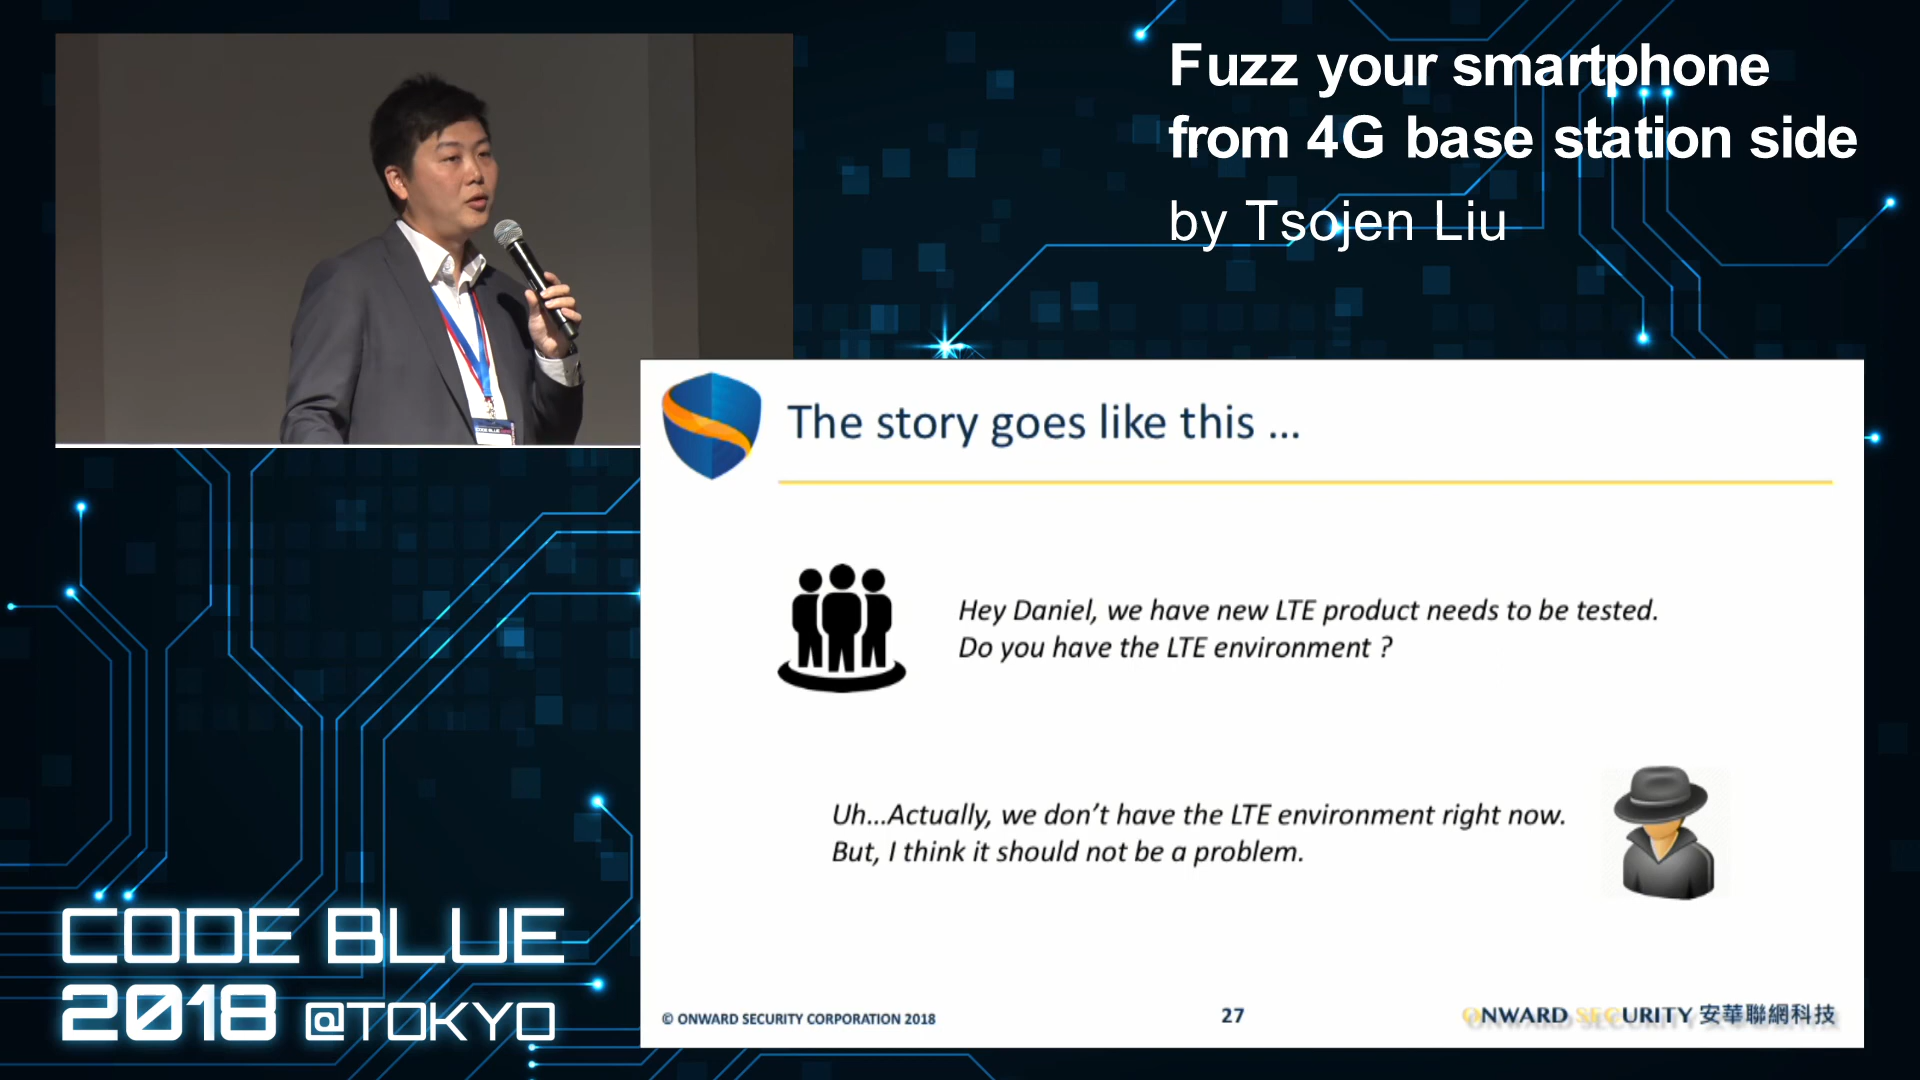 Fuzz your smartphone
from 4G base station side
by Tsojen Liu
The story goes like this ...
Hey Daniel, we have new LTE product needs to be tested.
Do you have the LTE environment ?
Uh...Actually, we don't have the LTE environment right now.
But, I think it should not be a problem.
© ONWARD SECURITY CORPORATION 2018
27
ONWARD SECURITY 安華聯網科技
CODE BLUE
2018 @TOKYO
CODE BLUE